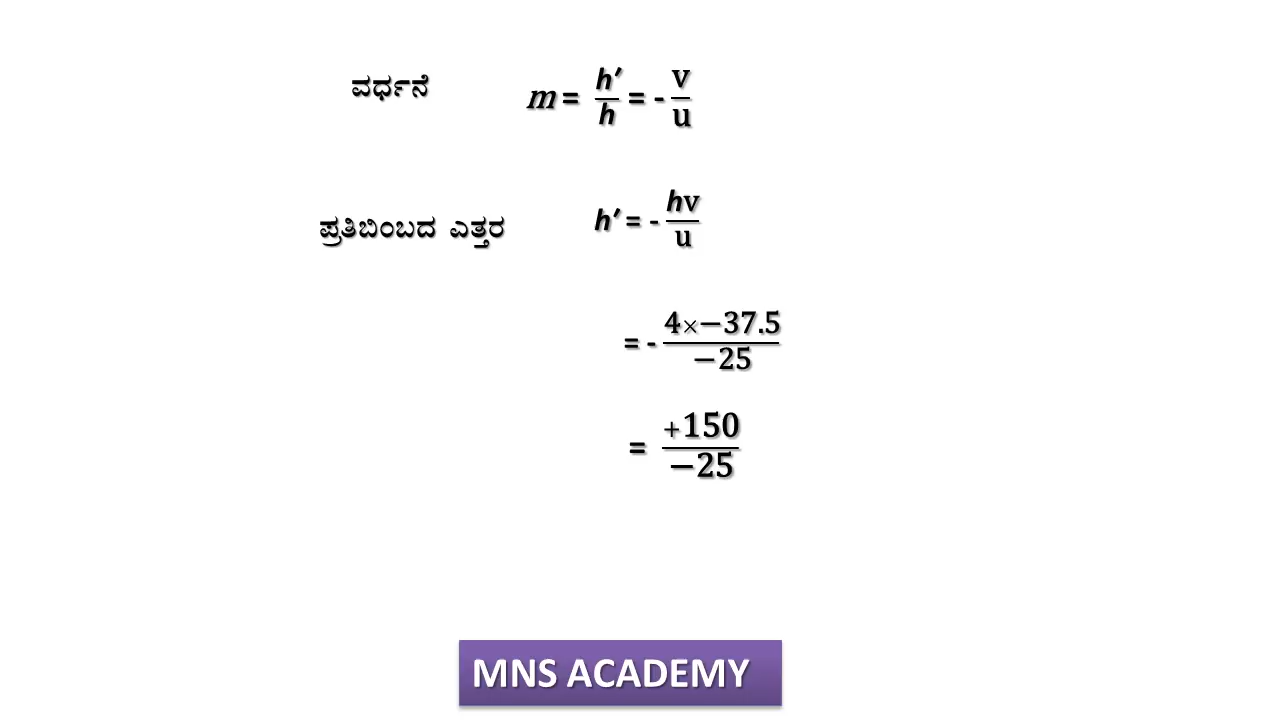 ವರ್ಧನೆ m = h′/h = - v/u
ಪ್ರತಿಬಿಂಬದ ಎತ್ತರ h′ = - hv/u
= - 4×−37.5/−25
= +150/−25
MNS ACADEMY